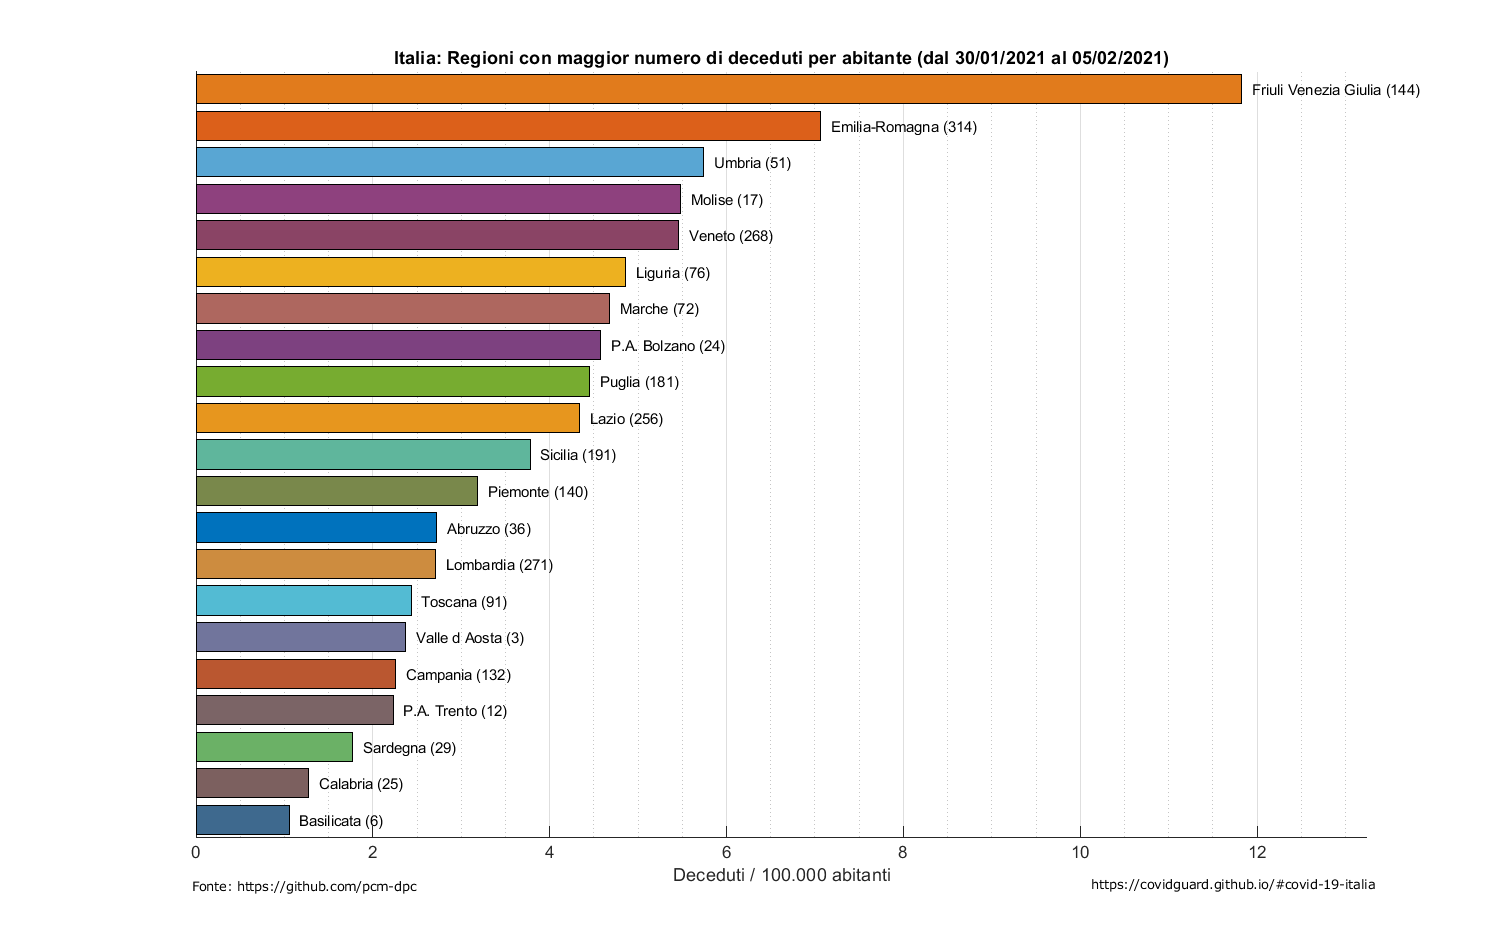 Italia: Regioni con maggior numero di deceduti per abitante (dal 30/01/2021 al 05/02/2021)
Friuli Venezia Giulia (144)
Emilia-Romagna (314)
Umbria (51)
Molise (17)
Veneto (268)
Liguria (76)
Marche (72)
P.A. Bolzano (24)
Puglia (181)
Lazio (256)
Sicilia (191)
Piemonte (140)
Abruzzo (36)
Lombardia (271)
Toscana (91)
Valle d Aosta (3)
Campania (132)
P.A. Trento (12)
Sardegna (29)
Calabria (25)
Basilicata (6)
0 2 4 6 8 10 12
Deceduti / 100.000 abitanti
Fonte: https://github.com/pcm-dpc
https://covidguard.github.io/#covid-19-italia